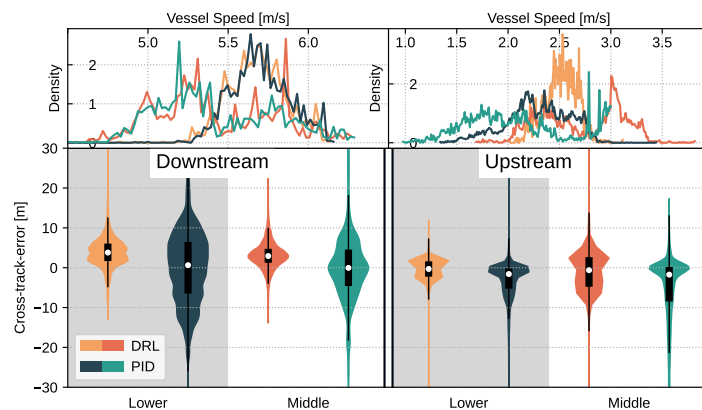 Vessel Speed [m/s]
Vessel Speed [m/s]
5.0 5.5 6.0
1.0 1.5 2.0 2.5 3.0 3.5
Density
2
1
0
Density
2
0
Downstream
Upstream
Cross-track-error [m]
30
20
10
0
−10
−20
−30
DRL
PID
Lower Middle Lower Middle